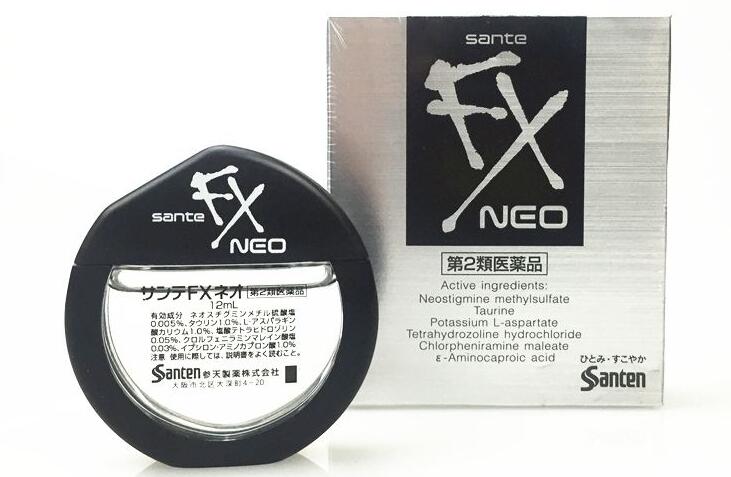 sante
FX
NEO
サンテFXネオ 第2類医薬品
12mL
有効成分 ネオスチグミンメチル硫酸塩
0.005%、タウリン1.0%、L-アスパラギン
酸カリウム1.0%、塩酸テトラヒドロゾリン
0.05%、クロルフェニラミンマレイン酸塩
0.03%、イプシロン-アミノカプロン酸1.0%
注意 使用に際しては、説明書をよく読むこと。
Santen 参天製薬株式会社
大阪市北区大深町4-20
sante
FX
NEO
第2類医薬品
Active ingredients:
Neostigmine methylsulfate
Taurine
Potassium L-aspartate
Tetrahydrozoline hydrochloride
Chlorpheniramine maleate
ε-Aminocaproic acid
ひとみ・すこやか
Santen